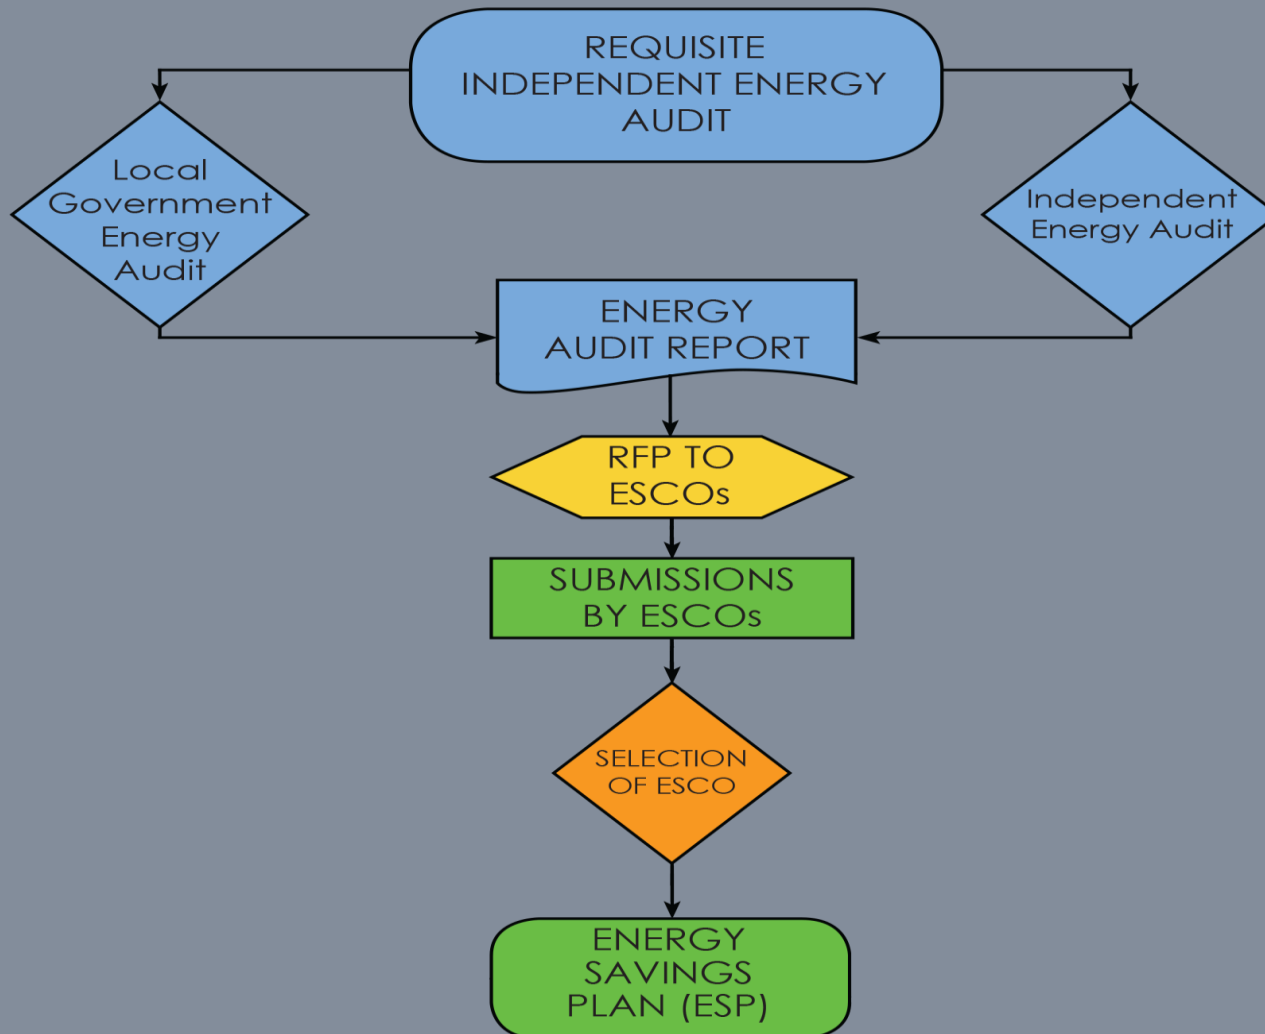 REQUISITE
INDEPENDENT ENERGY
AUDIT
Local
Government
Energy
Audit
Independent
Energy Audit
ENERGY
AUDIT REPORT
RFP TO
ESCOs
SUBMISSIONS
BY ESCOs
SELECTION
OF ESCO
ENERGY
SAVINGS
PLAN (ESP)